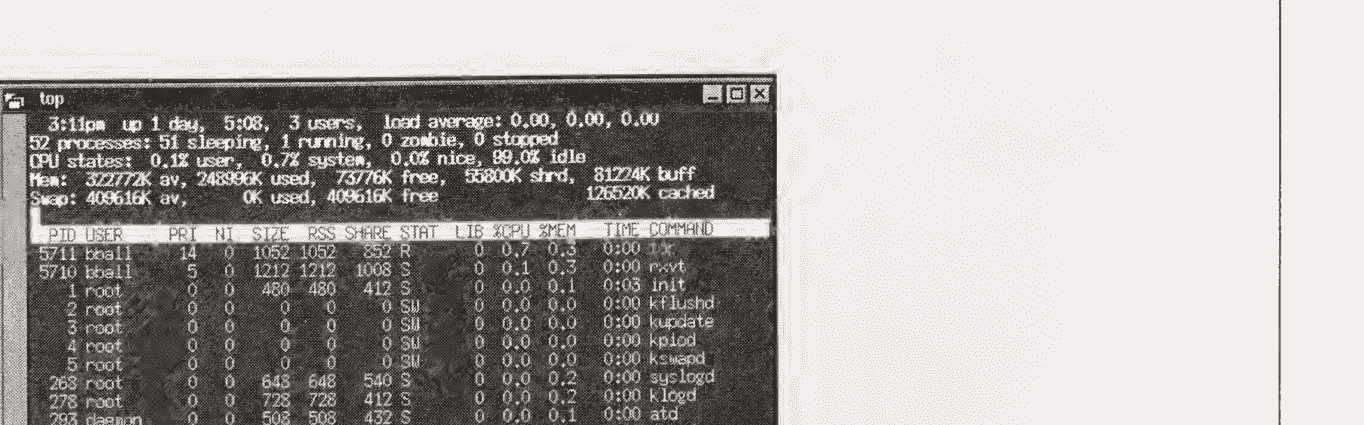 top
3:11pm up 1 day, 5:08, 3 users, load average: 0.00, 0.00, 0.00
52 processes: 51 sleeping, 1 running, 0 zombie, 0 stopped
CPU states: 0.1% user, 0.7% system, 0.0% nice, 99.0% idle
Mem: 322772K av, 248996K used, 73776K free, 55800K shrd, 81224K buff
Swap: 409616K av, 0K used, 409616K free 126520K cached
PID USER PRI NI SIZE RSS SHARE STAT LIB %CPU %MEM TIME COMMAND
5711 bball 14 0 1052 1052 852 R 0 0.7 0.3 0:00
5710 bball 5 0 1212 1212 1008 S 0 0.1 0.3 0:00 rxvt
1 root 0 0 480 480 412 S 0 0.0 0.1 0:03 init
2 root 0 0 0 0 0 SW 0 0.0 0.0 0:00 kflushd
3 root 0 0 0 0 0 SW 0 0.0 0.0 0:00 kupdate
4 root 0 0 0 0 0 SW 0 0.0 0.0 0:00 kpiod
5 root 0 0 0 0 0 SW 0 0.0 0.0 0:00 kswapd
268 root 0 0 648 648 540 S 0 0.0 0.2 0:00 syslogd
278 root 0 0 728 728 412 S 0 0.0 0.2 0:00 klogd
293 daemon 0 0 508 508 432 S 0 0.0 0.1 0:00 atd